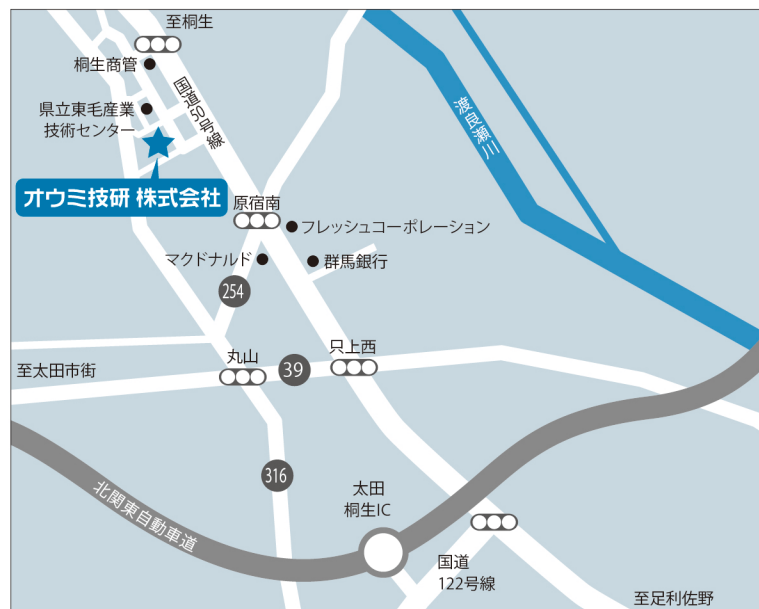 至桐生
桐生商管
国道50号線
県立東毛産業
技術センター
オウミ技研 株式会社
渡良瀬川
原宿南
フレッシュコーポレーション
マクドナルド
群馬銀行
254
丸山
39
只上西
至太田市街
316
北関東自動車道
太田
桐生IC
国道
122号線
至足利佐野